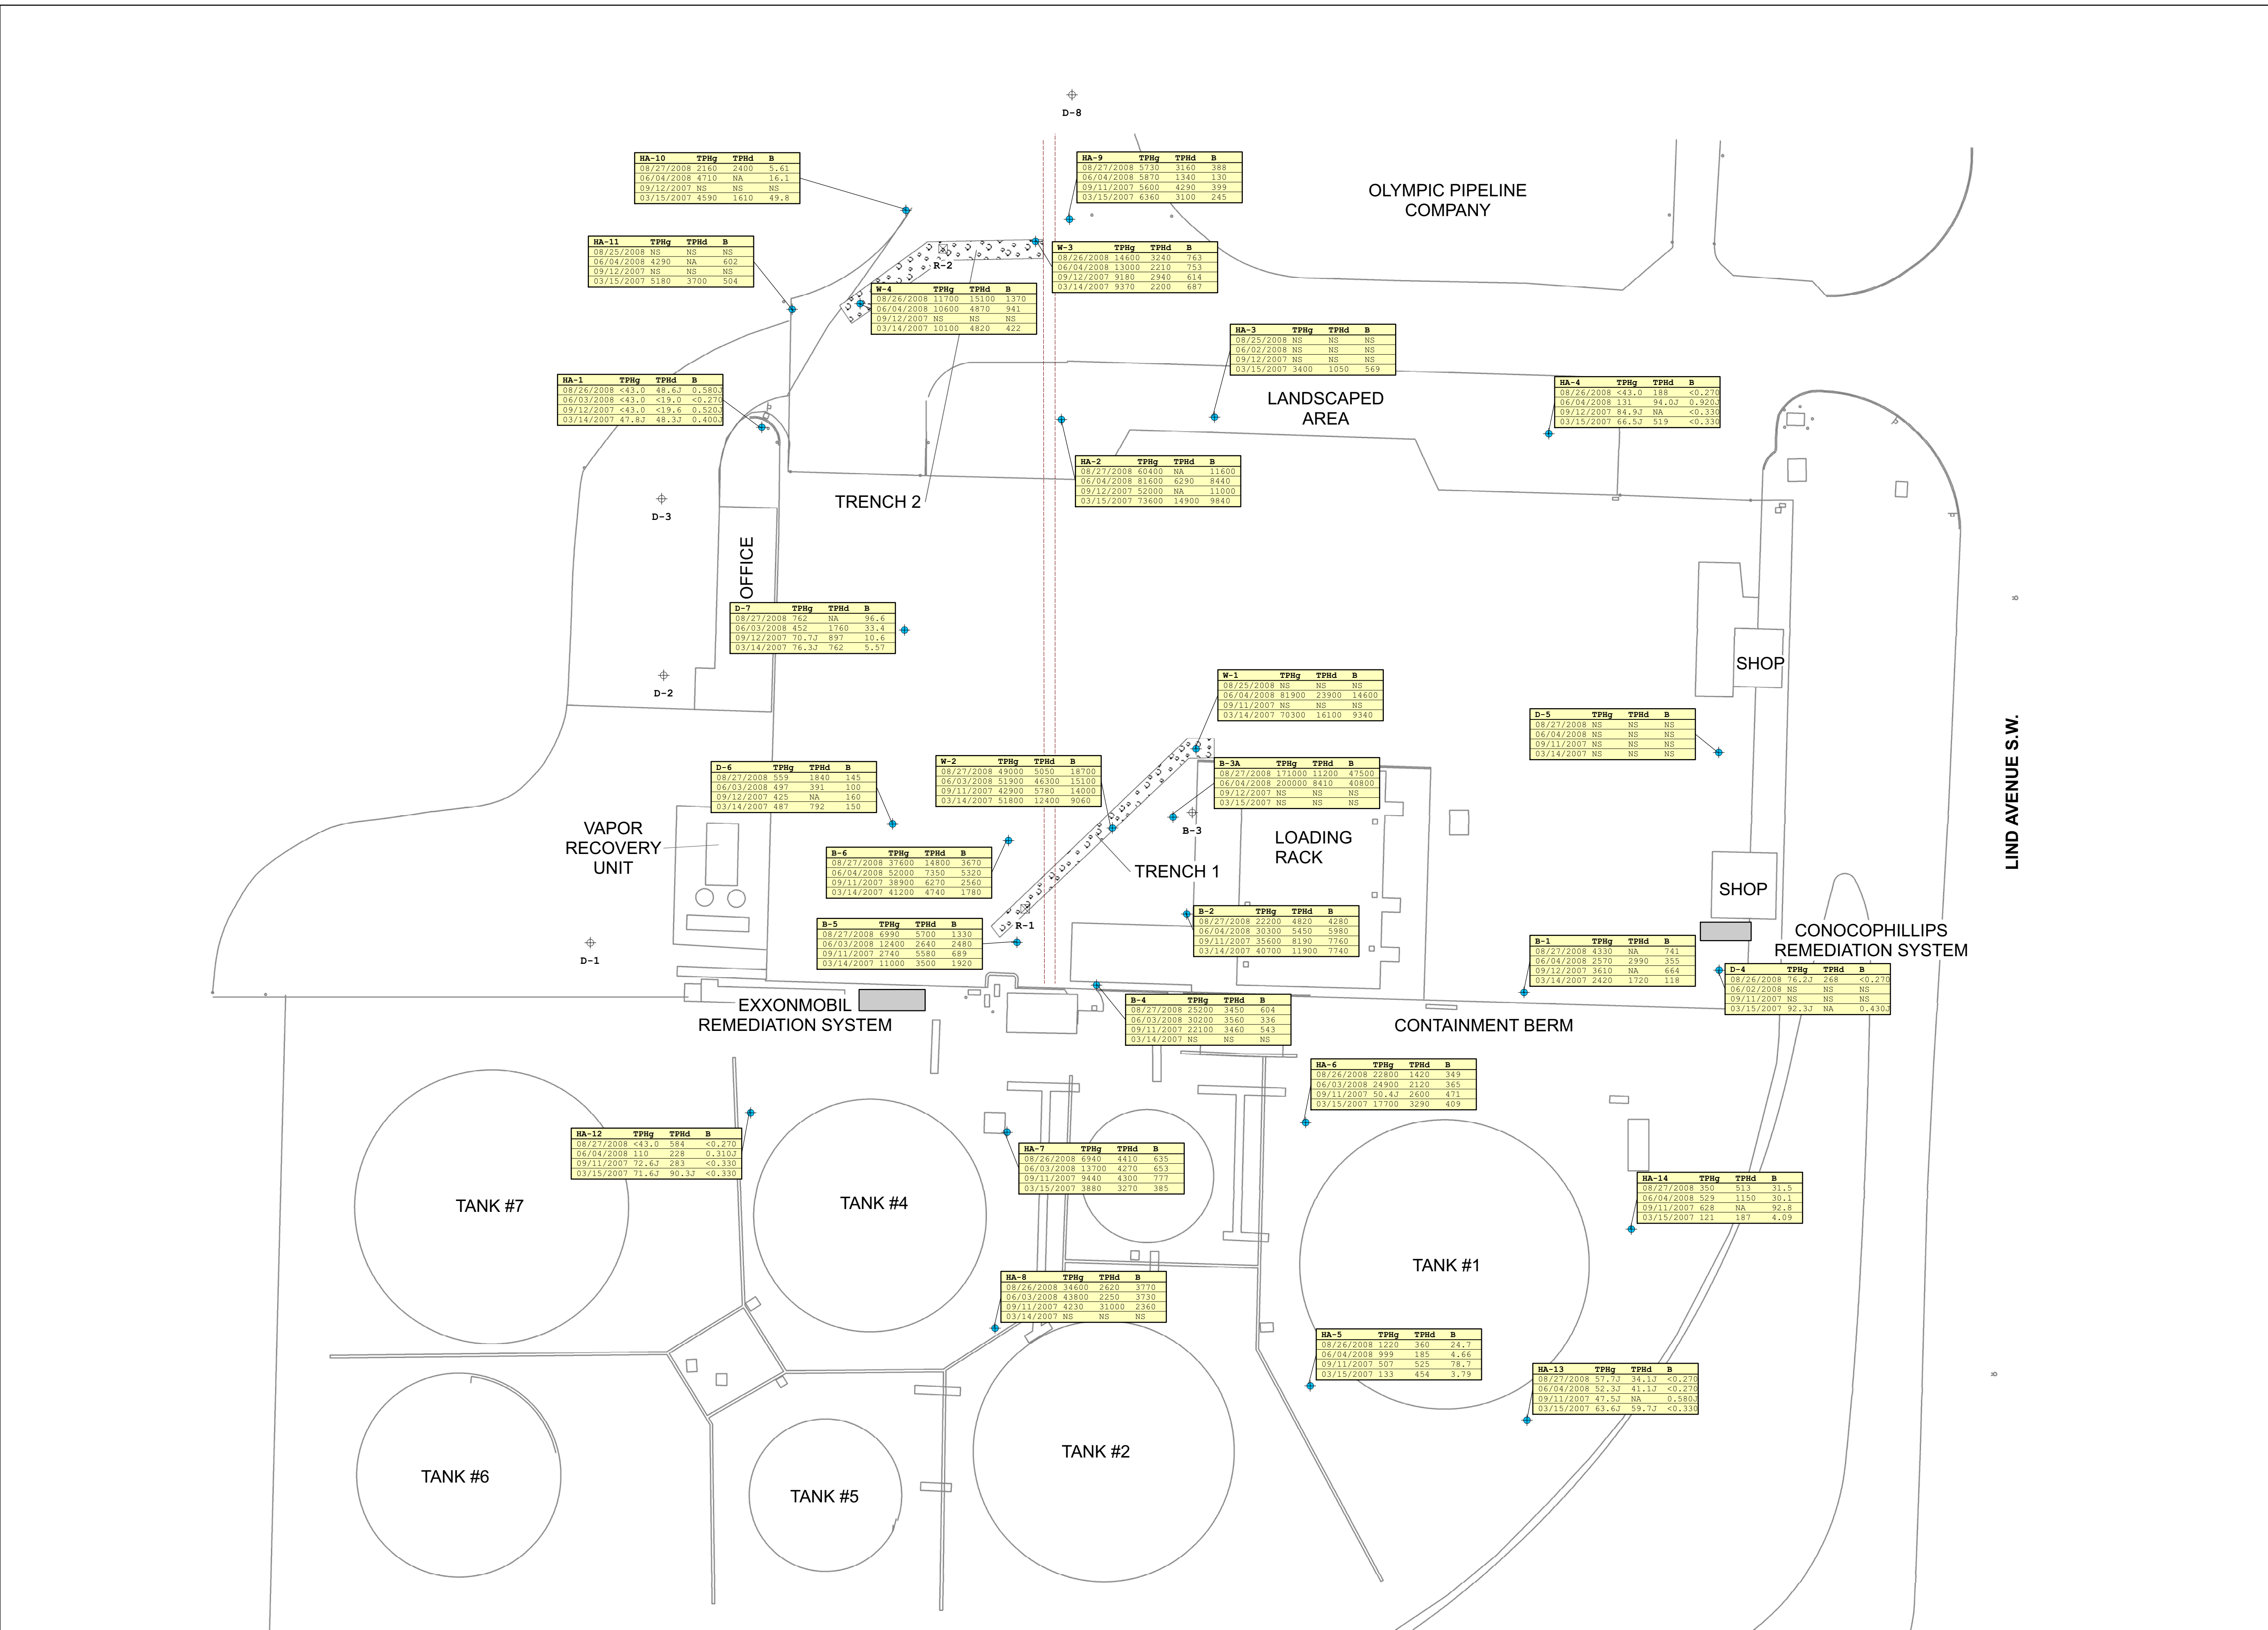 D-8
HA-10 TPHg TPHd B
08/27/2008 2160 2400 5.61
06/04/2008 4710 NA 16.1
09/12/2007 NS NS NS
03/15/2007 4590 1610 49.8
HA-9 TPHg TPHd B
08/27/2008 5730 3160 388
06/04/2008 5870 1340 130
09/11/2007 5600 4290 399
03/15/2007 6360 3100 245
OLYMPIC PIPELINE
COMPANY
HA-11 TPHg TPHd B
08/25/2008 NS NS NS
06/04/2008 4290 NA 602
09/12/2007 NS NS NS
03/15/2007 5180 3700 504
R-2
W-3 TPHg TPHd B
08/26/2008 14600 3240 763
06/04/2008 13000 2210 753
09/12/2007 9180 2940 614
03/14/2007 9370 2200 687
W-4 TPHg TPHd B
08/26/2008 11700 15100 1370
06/04/2008 10600 4870 941
09/12/2007 NS NS NS
03/14/2007 10100 4820 422
HA-3 TPHg TPHd B
08/25/2008 NS NS NS
06/02/2008 NS NS NS
09/12/2007 NS NS NS
03/15/2007 3400 1050 569
HA-1 TPHg TPHd B
08/26/2008 <43.0 48.6J 0.580J
06/03/2008 <43.0 <19.0 <0.270
09/12/2007 <43.0 <19.6 0.520J
03/14/2007 47.8J 48.3J 0.400J
LANDSCAPED
AREA
HA-4 TPHg TPHd B
08/26/2008 <43.0 188 <0.270
06/04/2008 131 94.0J 0.920J
09/12/2007 84.9J NA <0.330
03/15/2007 66.5J 519 <0.330
HA-2 TPHg TPHd B
08/27/2008 60400 NA 11600
06/04/2008 81600 6290 8440
09/12/2007 52000 NA 11000
03/15/2007 73600 14900 9840
TRENCH 2
D-3
OFFICE
D-7 TPHg TPHd B
08/27/2008 762 NA 96.6
06/03/2008 452 1760 33.4
09/12/2007 70.7J 897 10.6
03/14/2007 76.3J 762 5.57
D-2
SHOP
W-1 TPHg TPHd B
08/25/2008 NS NS NS
06/04/2008 81900 23900 14600
09/11/2007 NS NS NS
03/14/2007 70300 16100 9340
D-5 TPHg TPHd B
08/27/2008 NS NS NS
06/04/2008 NS NS NS
09/11/2007 NS NS NS
03/14/2007 NS NS NS
LIND AVENUE S.W.
D-6 TPHg TPHd B
08/27/2008 559 1840 145
06/03/2008 497 391 100
09/12/2007 425 NA 160
03/14/2007 487 792 150
W-2 TPHg TPHd B
08/27/2008 49000 5050 18700
06/03/2008 51900 46300 15100
09/11/2007 42900 5780 14000
03/14/2007 51800 12400 9060
B-3A TPHg TPHd B
08/27/2008 171000 11200 47500
06/04/2008 200000 8410 40800
09/12/2007 NS NS NS
03/15/2007 NS NS NS
B-3
VAPOR
RECOVERY
UNIT
LOADING
RACK
B-6 TPHg TPHd B
08/27/2008 37600 14800 3670
06/04/2008 52000 7350 5320
09/11/2007 38900 6270 2560
03/14/2007 41200 4740 1780
TRENCH 1
SHOP
B-5 TPHg TPHd B
08/27/2008 6990 5700 1330
06/03/2008 12400 2640 2480
09/11/2007 2740 5580 689
03/14/2007 11000 3500 1920
R-1
B-2 TPHg TPHd B
08/27/2008 22200 4820 4280
06/04/2008 30300 5450 5980
09/11/2007 35600 8190 7760
03/14/2007 40700 11900 7740
D-1
CONOCOPHILLIPS
REMEDIATION SYSTEM
B-1 TPHg TPHd B
08/27/2008 4330 NA 741
06/04/2008 2570 2990 355
09/12/2007 3610 NA 664
03/14/2007 2420 1720 118
D-4 TPHg TPHd B
08/26/2008 76.2J 268 <0.270
06/02/2008 NS NS NS
09/11/2007 NS NS NS
03/15/2007 92.3J NA 0.430J
EXXONMOBIL
REMEDIATION SYSTEM
B-4 TPHg TPHd B
08/27/2008 25200 3450 604
06/03/2008 30200 3560 336
09/11/2007 22100 3460 543
03/14/2007 NS NS NS
CONTAINMENT BERM
HA-6 TPHg TPHd B
08/26/2008 22800 1420 349
06/03/2008 24900 2120 365
09/11/2007 50.4J 2600 471
03/15/2007 17700 3290 409
HA-12 TPHg TPHd B
08/27/2008 <43.0 584 <0.270
06/04/2008 110 228 0.310J
09/11/2007 72.6J 283 <0.330
03/15/2007 71.6J 90.3J <0.330
HA-7 TPHg TPHd B
08/26/2008 6940 4410 635
06/03/2008 13700 4270 653
09/11/2007 9440 4300 777
03/15/2007 3880 3270 385
HA-14 TPHg TPHd B
08/27/2008 350 513 31.5
06/04/2008 529 1150 30.1
09/11/2007 628 NA 92.8
03/15/2007 121 187 4.09
TANK #7
TANK #4
TANK #1
HA-8 TPHg TPHd B
08/26/2008 34600 2620 3770
06/03/2008 43800 2250 3730
09/11/2007 4230 31000 2360
03/14/2007 NS NS NS
HA-5 TPHg TPHd B
08/26/2008 1220 360 24.7
06/04/2008 999 185 4.66
09/11/2007 507 525 78.7
03/15/2007 133 454 3.79
HA-13 TPHg TPHd B
08/27/2008 57.7J 34.1J <0.270
06/04/2008 52.3J 41.1J <0.270
09/11/2007 47.5J NA 0.580J
03/15/2007 63.6J 59.7J <0.330
TANK #6
TANK #5
TANK #2